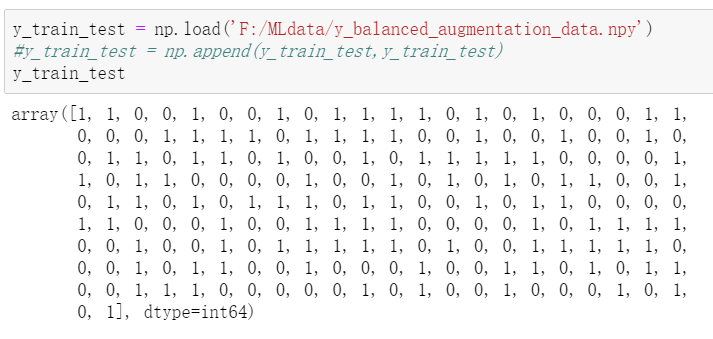 y_train_test = np.load('F:/MLdata/y_balanced_augmentation_data.npy')
#y_train_test = np.append(y_train_test,y_train_test)
y_train_test
array([1, 1, 0, 0, 1, 0, 0, 1, 0, 1, 1, 1, 1, 0, 1, 0, 1, 0, 0, 0, 1, 1,
0, 0, 0, 1, 1, 1, 1, 0, 1, 1, 1, 1, 0, 0, 1, 0, 0, 1, 0, 0, 1, 0,
0, 1, 1, 0, 1, 1, 0, 1, 0, 0, 1, 0, 1, 1, 1, 1, 1, 0, 0, 0, 0, 1,
1, 0, 1, 1, 0, 0, 0, 0, 1, 0, 0, 1, 0, 1, 0, 1, 0, 1, 1, 0, 0, 1,
0, 1, 1, 0, 1, 0, 1, 1, 1, 0, 1, 1, 0, 0, 1, 0, 1, 1, 0, 0, 0, 0,
1, 1, 0, 0, 0, 1, 0, 0, 1, 1, 1, 1, 0, 0, 0, 0, 1, 0, 1, 1, 1, 1,
0, 0, 1, 0, 0, 1, 0, 1, 1, 1, 1, 1, 0, 1, 0, 0, 1, 1, 1, 1, 1, 0,
0, 0, 1, 0, 1, 1, 0, 0, 1, 0, 0, 0, 1, 0, 0, 1, 1, 0, 1, 0, 1, 1,
0, 0, 1, 1, 1, 0, 0, 0, 0, 0, 1, 0, 1, 0, 0, 1, 0, 0, 0, 1, 0, 1,
0, 1], dtype=int64)